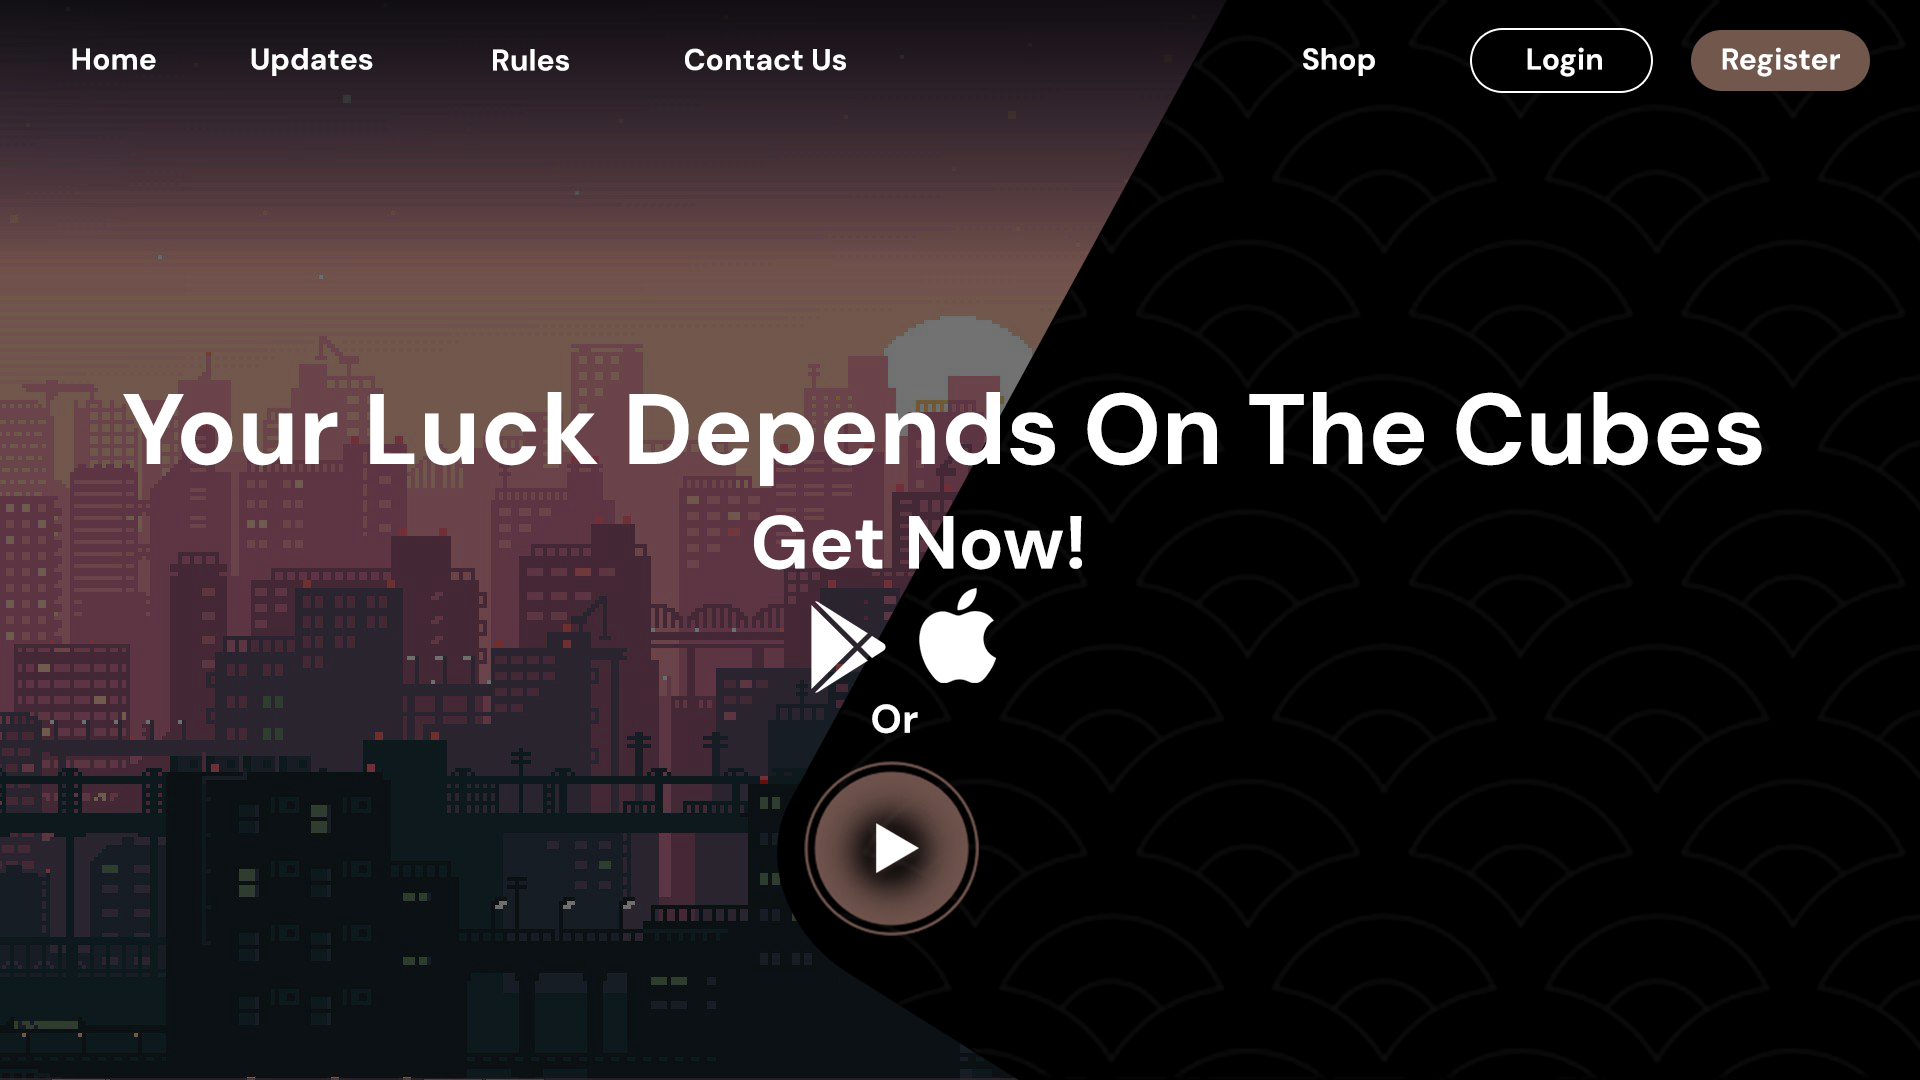 Home Updates Rules Contact Us Shop Login Register
Your Luck Depends On The Cubes
Get Now!
Or